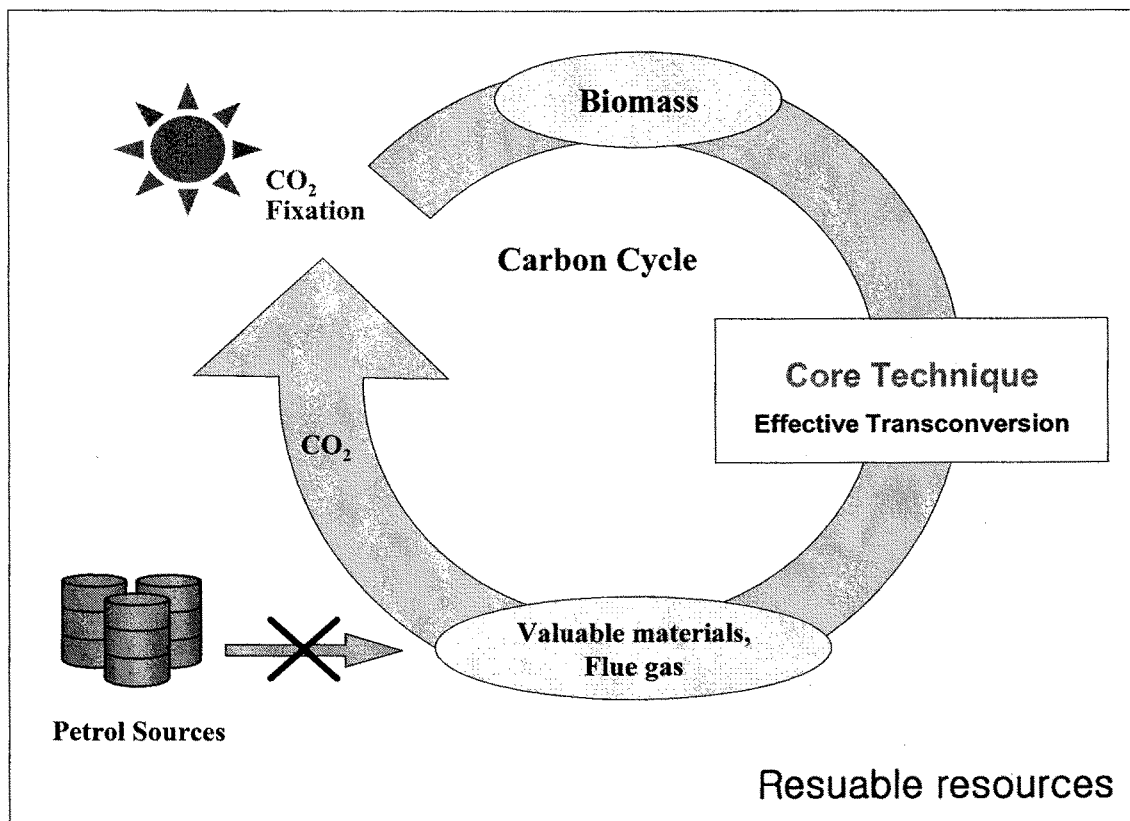 Biomass
CO₂
Fixation
Carbon Cycle
Core Technique
Effective Transconversion
CO₂
Valuable materials,
Flue gas
Petrol Sources
Resuable resources